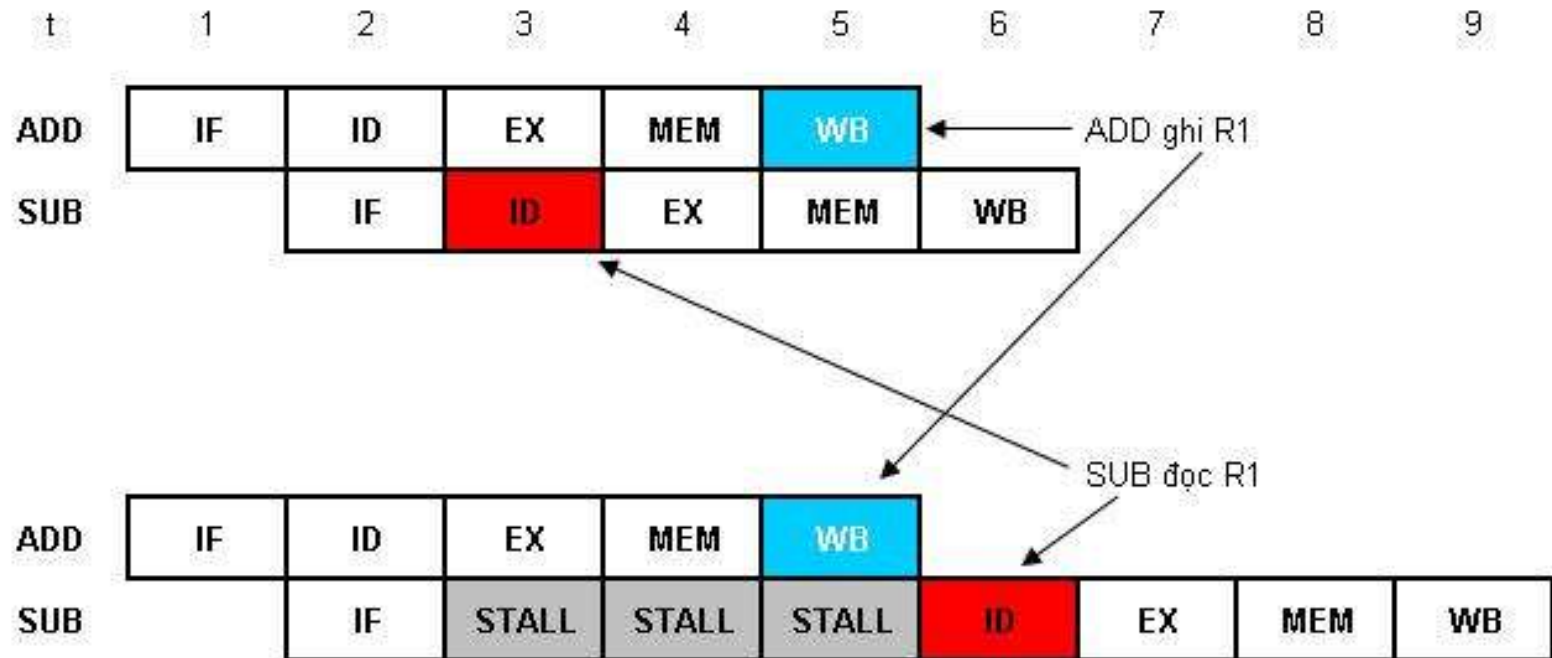 t 1 2 3 4 5 6 7 8 9
ADD IF ID EX MEM WB ADD ghi R1
SUB IF ID EX MEM WB
SUB đọc R1
ADD IF ID EX MEM WB
SUB IF STALL STALL STALL ID EX MEM WB